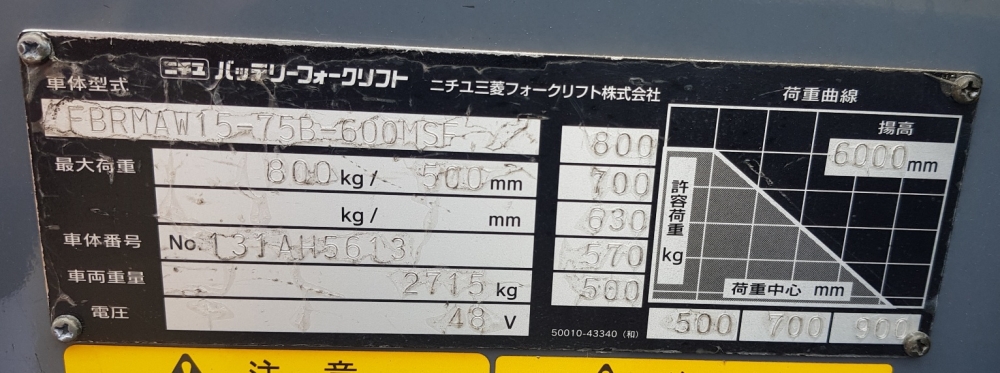 ニチユ バッテリーフォークリフト ニチユ三菱フォークリフト株式会社
車体型式
FBRMAW15-75B-600MSF
最大荷重 800 kg/ 500 mm
kg/ mm
車体番号 No. 131AH5613
車両重量 2715 kg
電圧 48 V
800
700
630
570
500
荷重曲線
揚高
6000mm
許容荷重
kg
荷重中心 mm
500 700 900
50010-43340 (和)
注意